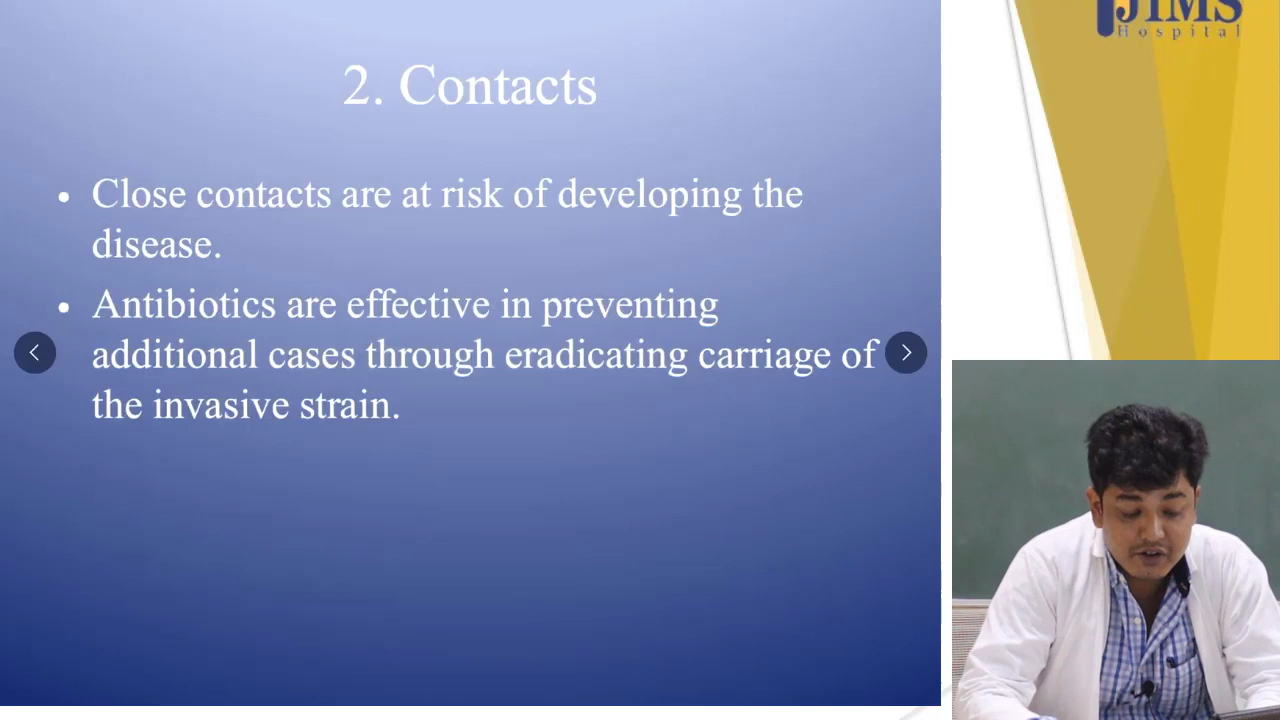 JIMS
Hospital
2. Contacts
• Close contacts are at risk of developing the
disease.
• Antibiotics are effective in preventing
additional cases through eradicating carriage of
the invasive strain.